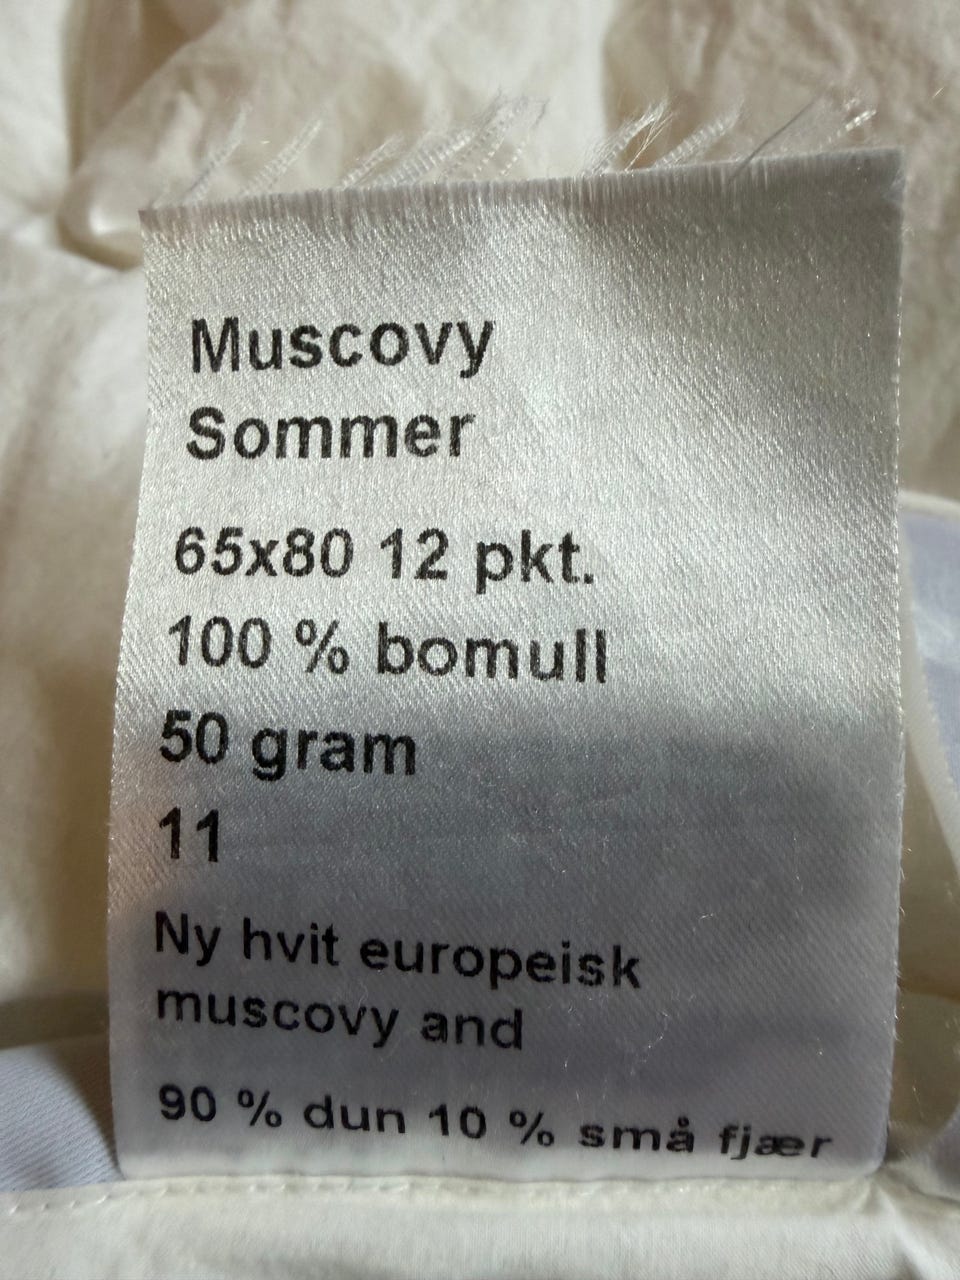 Muscovy
Sommer
65x80 12 pkt.
100 % bomull
50 gram
11
Ny hvit europeisk
muscovy and
90 % dun 10 % små fjær